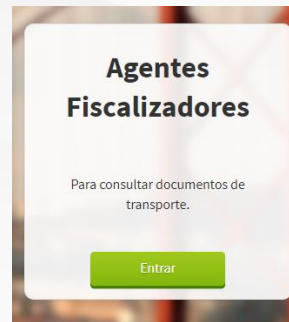 Agentes
Fiscalizadores
Para consultar documentos de
transporte.
Entrar